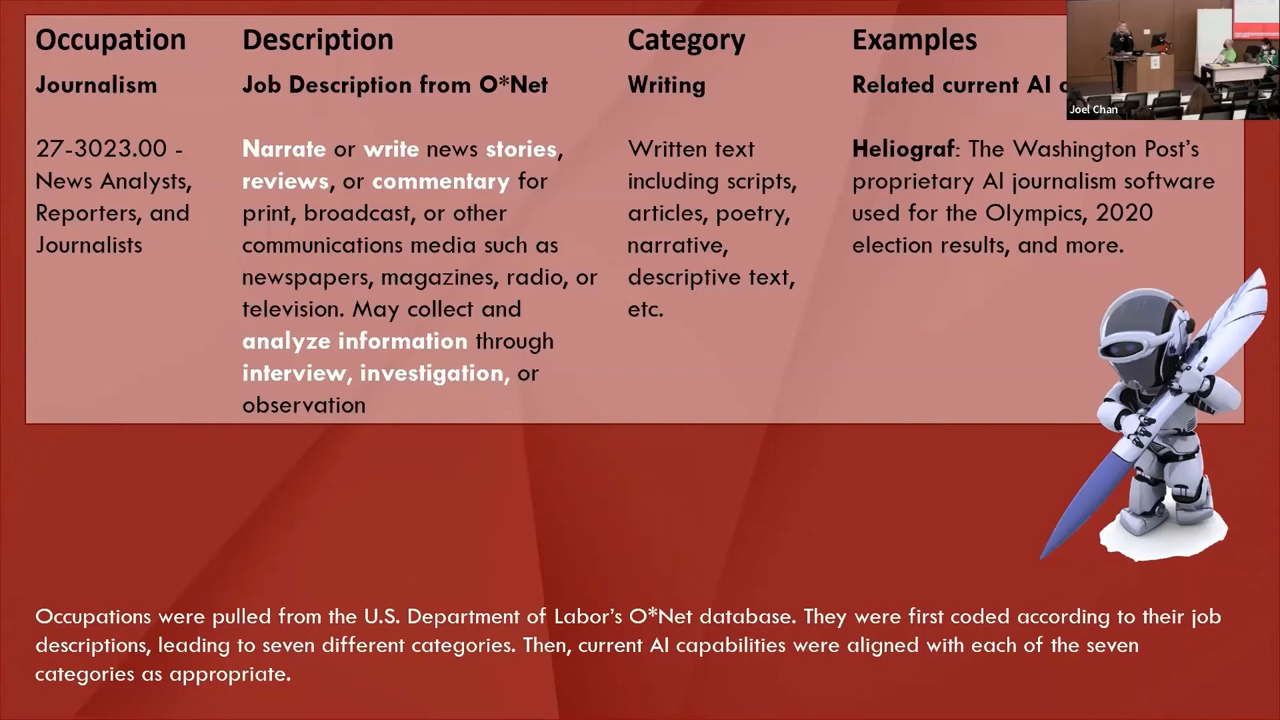 Occupation
Description
Category
Examples
Journalism
Job Description from O*Net
Writing
Related current AI
Joel Chan
27-3023.00 -
News Analysts,
Reporters, and
Journalists
Narrate or write news stories,
reviews, or commentary for
print, broadcast, or other
communications media such as
newspapers, magazines, radio, or
television. May collect and
analyze information through
interview, investigation, or
observation
Written text
including scripts,
articles, poetry,
narrative,
descriptive text,
etc.
Heliograf: The Washington Post’s
proprietary AI journalism software
used for the Olympics, 2020
election results, and more.
Occupations were pulled from the U.S. Department of Labor’s O*Net database. They were first coded according to their job
descriptions, leading to seven different categories. Then, current AI capabilities were aligned with each of the seven
categories as appropriate.